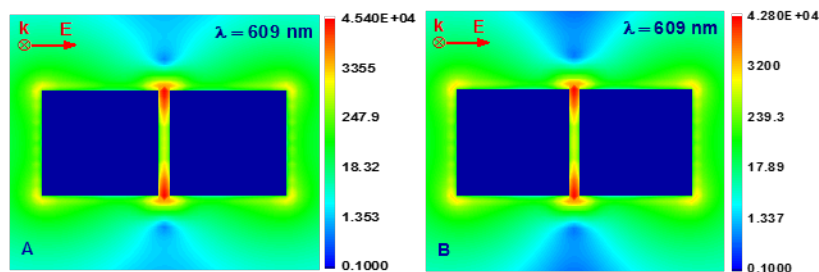 k E λ = 609 nm
A
4.540E+04
3355
247.9
18.32
1.353
0.1000
k E λ = 609 nm
B
4.280E+04
3200
239.3
17.89
1.337
0.1000